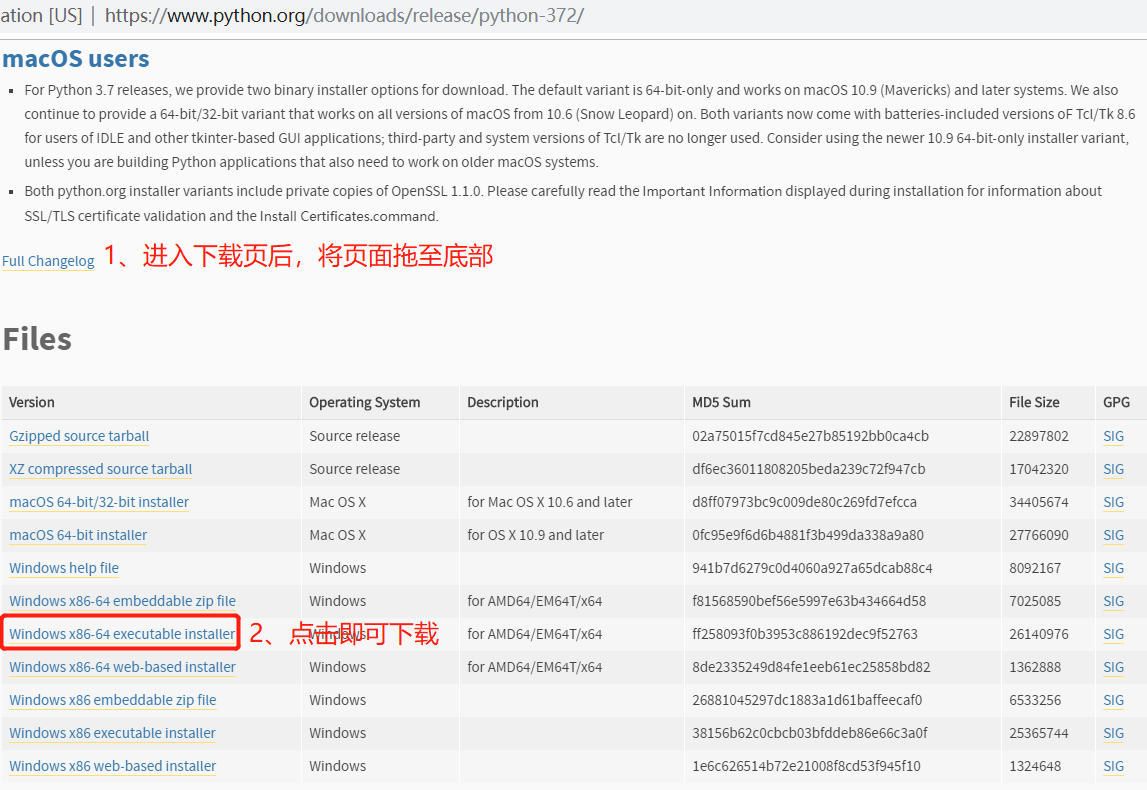 ation [US] | https://www.python.org/downloads/release/python-372/
macOS users
For Python 3.7 releases, we provide two binary installer options for download. The default variant is 64-bit-only and works on macOS 10.9 (Mavericks) and later systems. We also
continue to provide a 64-bit/32-bit variant that works on all versions of macOS from 10.6 (Snow Leopard) on. Both variants now come with batteries-included versions oF Tcl/Tk 8.6
for users of IDLE and other tkinter-based GUI applications; third-party and system versions of Tcl/Tk are no longer used. Consider using the newer 10.9 64-bit-only installer variant,
unless you are building Python applications that also need to work on older macOS systems.
Both python.org installer variants include private copies of OpenSSL 1.1.0. Please carefully read the Important Information displayed during installation for information about
SSL/TLS certificate validation and the Install Certificates.command.
Full Changelog 1、进入下载页后，将页面拖至底部
Files
Version Operating System Description MD5 Sum File Size GPG
Gzipped source tarball Source release 02a75015f7cd845e27b85192bb0ca4cb 22897802 SIG
XZ compressed source tarball Source release df6ec36011808205beda239c72f947cb 17042320 SIG
macOS 64-bit/32-bit installer Mac OS X for Mac OS X 10.6 and later d8ff07973bc9c009de80c269fd7efcca 34405674 SIG
macOS 64-bit installer Mac OS X for OS X 10.9 and later 0fc95e9f6d6b4881f3b499da338a9a80 27766090 SIG
Windows help file Windows 941b7d6279c0d4060a927a65dcab88c4 8092167 SIG
Windows x86-64 embeddable zip file Windows for AMD64/EM64T/x64 f81568590bef56e5997e63b434664d58 7025085 SIG
Windows x86-64 executable installer 2、点击即可下载 Windows for AMD64/EM64T/x64 ff258093f0b3953c886192dec9f52763 26140976 SIG
Windows x86-64 web-based installer Windows for AMD64/EM64T/x64 8de2335249d84fe1eeb61ec25858bd82 1362888 SIG
Windows x86 embeddable zip file Windows 26881045297dc1883a1d61baffeecaf0 6533256 SIG
Windows x86 executable installer Windows 38156b62c0cbcb03bfddeb86e66c3a0f 25365744 SIG
Windows x86 web-based installer Windows 1e6c626514b72e21008f8cd53f945f10 1324648 SIG